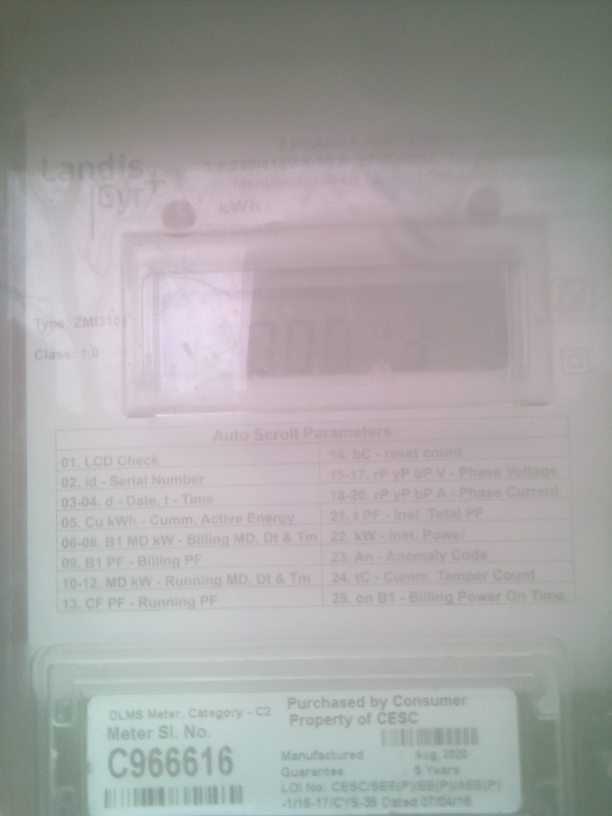 3 PHASE 4 WIRE
Landis
Gyr+
kWh
Type: ZMI310
Class: 1.0
Auto Scroll Parameters
01. LCD Check
02. Id - Serial Number
03-04. d - Date, t - Time
05. Cu kWh - Cumm. Active Energy
06-08. B1 MD kW - Billing MD, Dt & Tm
09. B1 PF - Billing PF
10-12. MD kW - Running MD, Dt & Tm
13. CF PF - Running PF
14. bC - reset count
15-17. rP yP bP V - Phase Voltage
18-20. rP yP bP A - Phase Current
21. t PF - Inst. Total PF
22. kW - Inst. Power
23. An - Anomaly Code
24. tC - Cumm. Tamper Count
25. on B1 - Billing Power On Time
DLMS Meter, Category - C2
Meter Sl. No.
C966616
Purchased by Consumer
Property of CESC
Manufactured : Aug, 2020
Guarantee : 5 Years
LOI No: CESC/SEE(P)/EE(P)/AEE(P)
-1/16-17/CYS-35 Dated 07/04/16